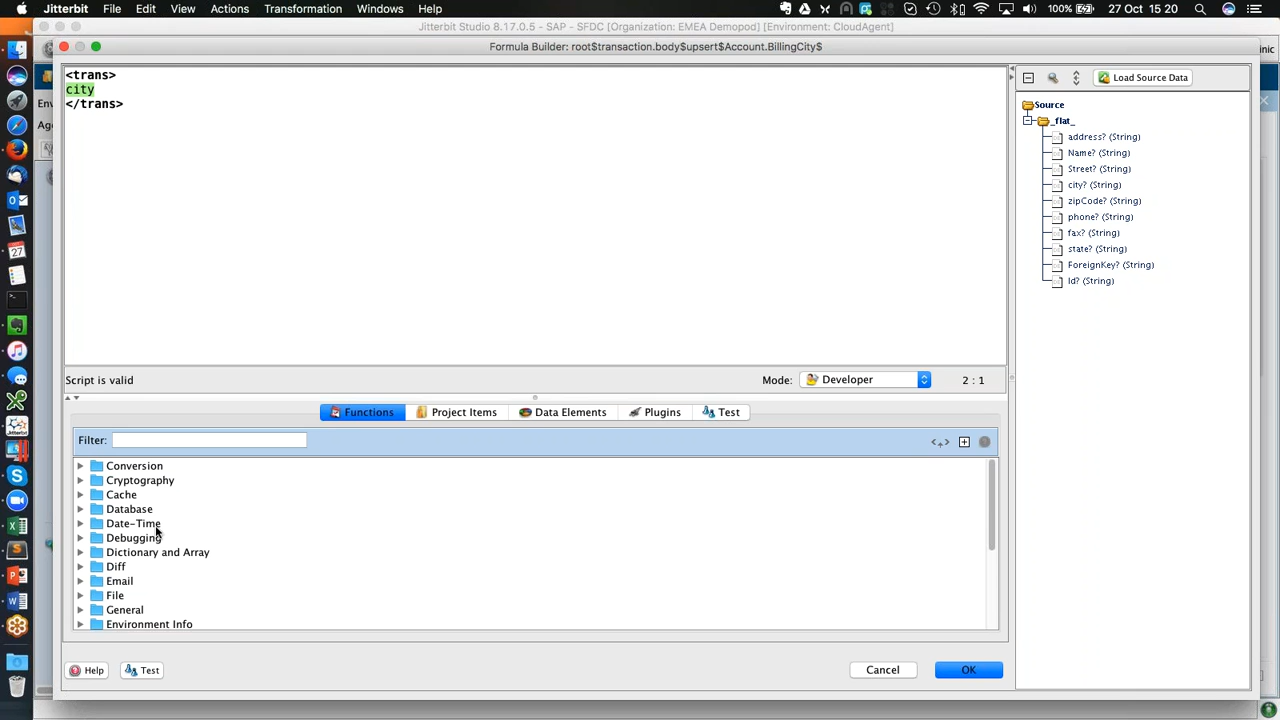 Jitterbit File Edit View Actions Transformation Windows Help 100% 27 Oct 15 20
Jitterbit Studio 8.17.0.5 - SAP - SFDC [Organization: EMEA Demopod] [Environment: CloudAgent]
Formula Builder: root$transaction.body$upsert$Account.BillingCity$
<trans>
city
</trans>
Load Source Data
Source
_flat_
address? (String)
Name? (String)
Street? (String)
city? (String)
zipCode? (String)
phone? (String)
fax? (String)
state? (String)
ForeignKey? (String)
Id? (String)
Script is valid
Mode: Developer 2 : 1
Functions Project Items Data Elements Plugins Test
Filter:
Conversion
Cryptography
Cache
Database
Date-Time
Debugging
Dictionary and Array
Diff
Email
File
General
Environment Info
Help Test Cancel OK